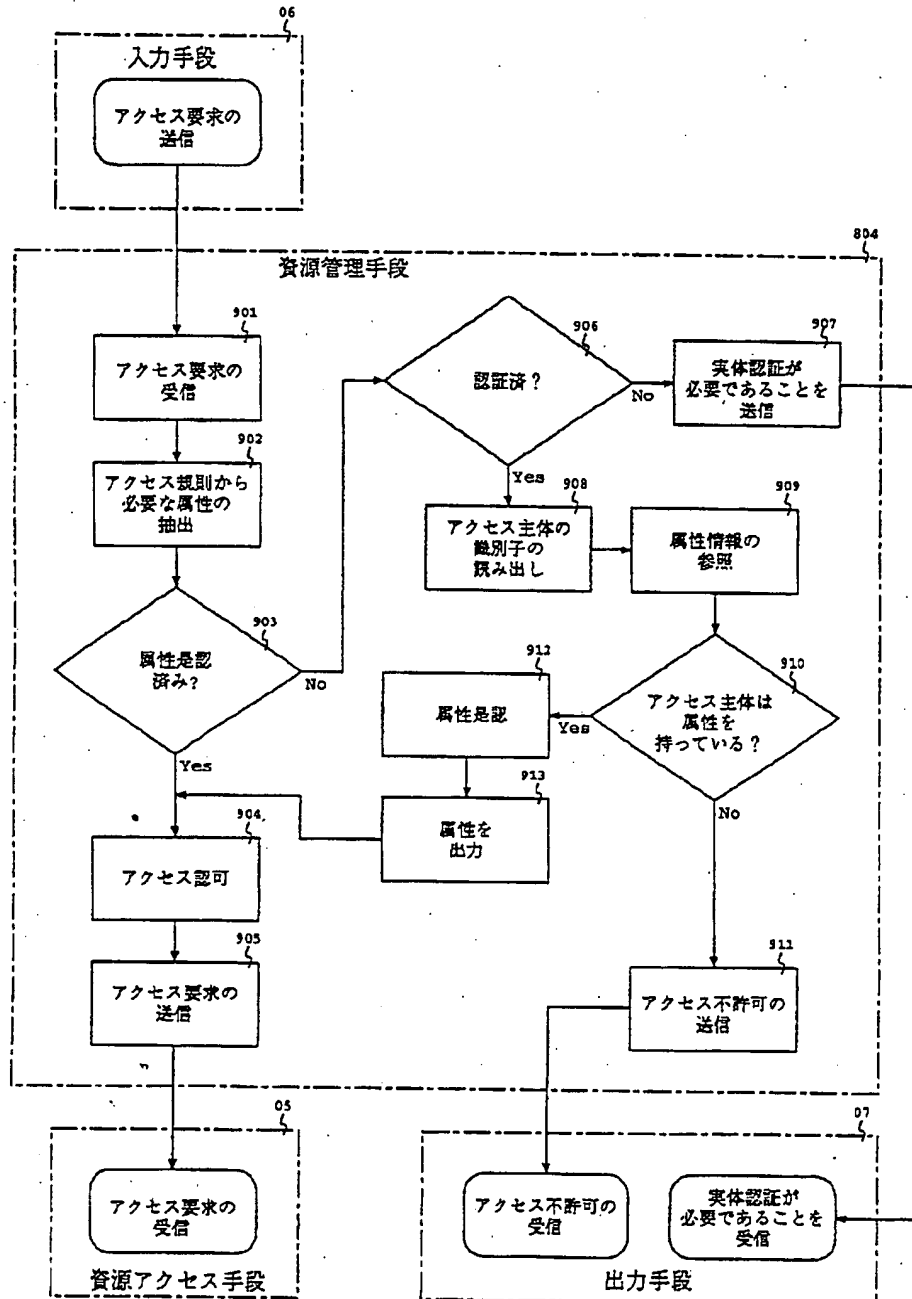 06
入力手段
アクセス要求の
送信
804
資源管理手段
901
アクセス要求の
受信
902
アクセス規則から
必要な属性の
抽出
903
属性是認
済み?
No
Yes
904
アクセス認可
905
アクセス要求の
送信
906
認証済?
No
Yes
907
実体認証が
必要であることを
送信
908
アクセス主体の
識別子の
読み出し
909
属性情報の
参照
910
アクセス主体は
属性を
持っている?
Yes
No
912
属性是認
913
属性を
出力
911
アクセス不許可の
送信
05
アクセス要求の
受信
資源アクセス手段
07
アクセス不許可の
受信
実体認証が
必要であることを
受信
出力手段